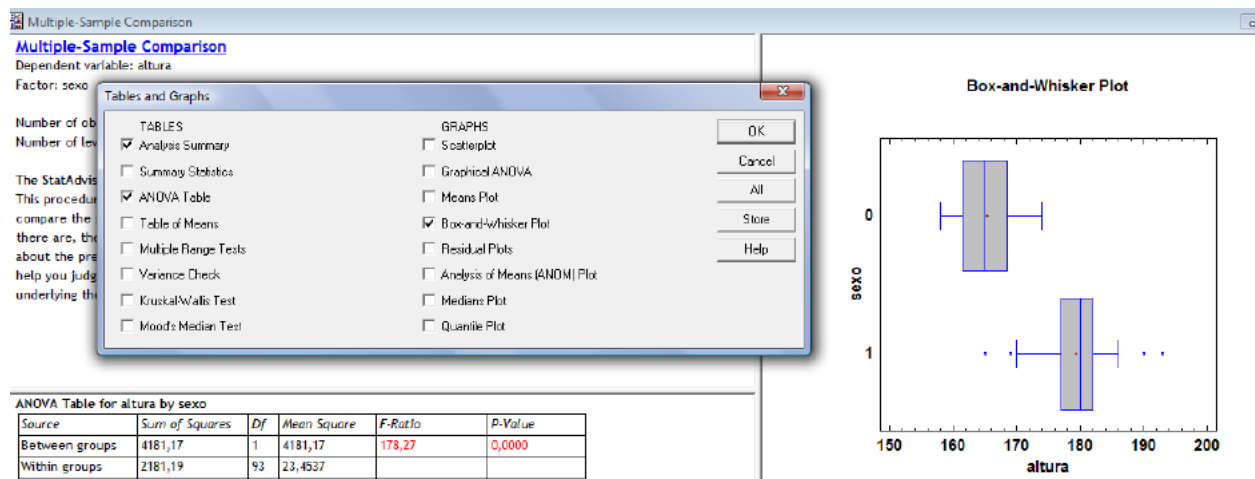 Multiple-Sample Comparison
Multiple-Sample Comparison
Dependent variable: altura
Factor: sexo
Number of ob
Number of lev
The StatAdvis
This procedur
compare the
there are, the
about the pre
help you judg
underlying the
Tables and Graphs
TABLES
Analysis Summary
Summary Statistics
ANOVA Table
Table of Means
Multiple Range Tests
Variance Check
Kruskal-Wallis Test
Mood's Median Test
GRAPHS
Scatterplot
Graphical ANOVA
Means Plot
Box-and-Whisker Plot
Residual Plots
Analysis of Means (ANOM) Plot
Medians Plot
Quantile Plot
OK
Cancel
All
Store
Help
ANOVA Table for altura by sexo
Source Sum of Squares Df Mean Square F-Ratio P-Value
Between groups 4181,17 1 4181,17 178,27 0,0000
Within groups 2181,19 93 23,4537
Box-and-Whisker Plot
sexo
0
1
150 160 170 180 190 200
altura